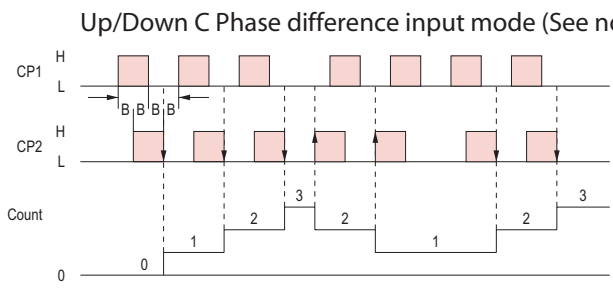 Up/Down C Phase difference input mode (See no
H
CP1
L
B B B B
H
CP2
L
3 3
Count 2 2 2
1 1
0
0